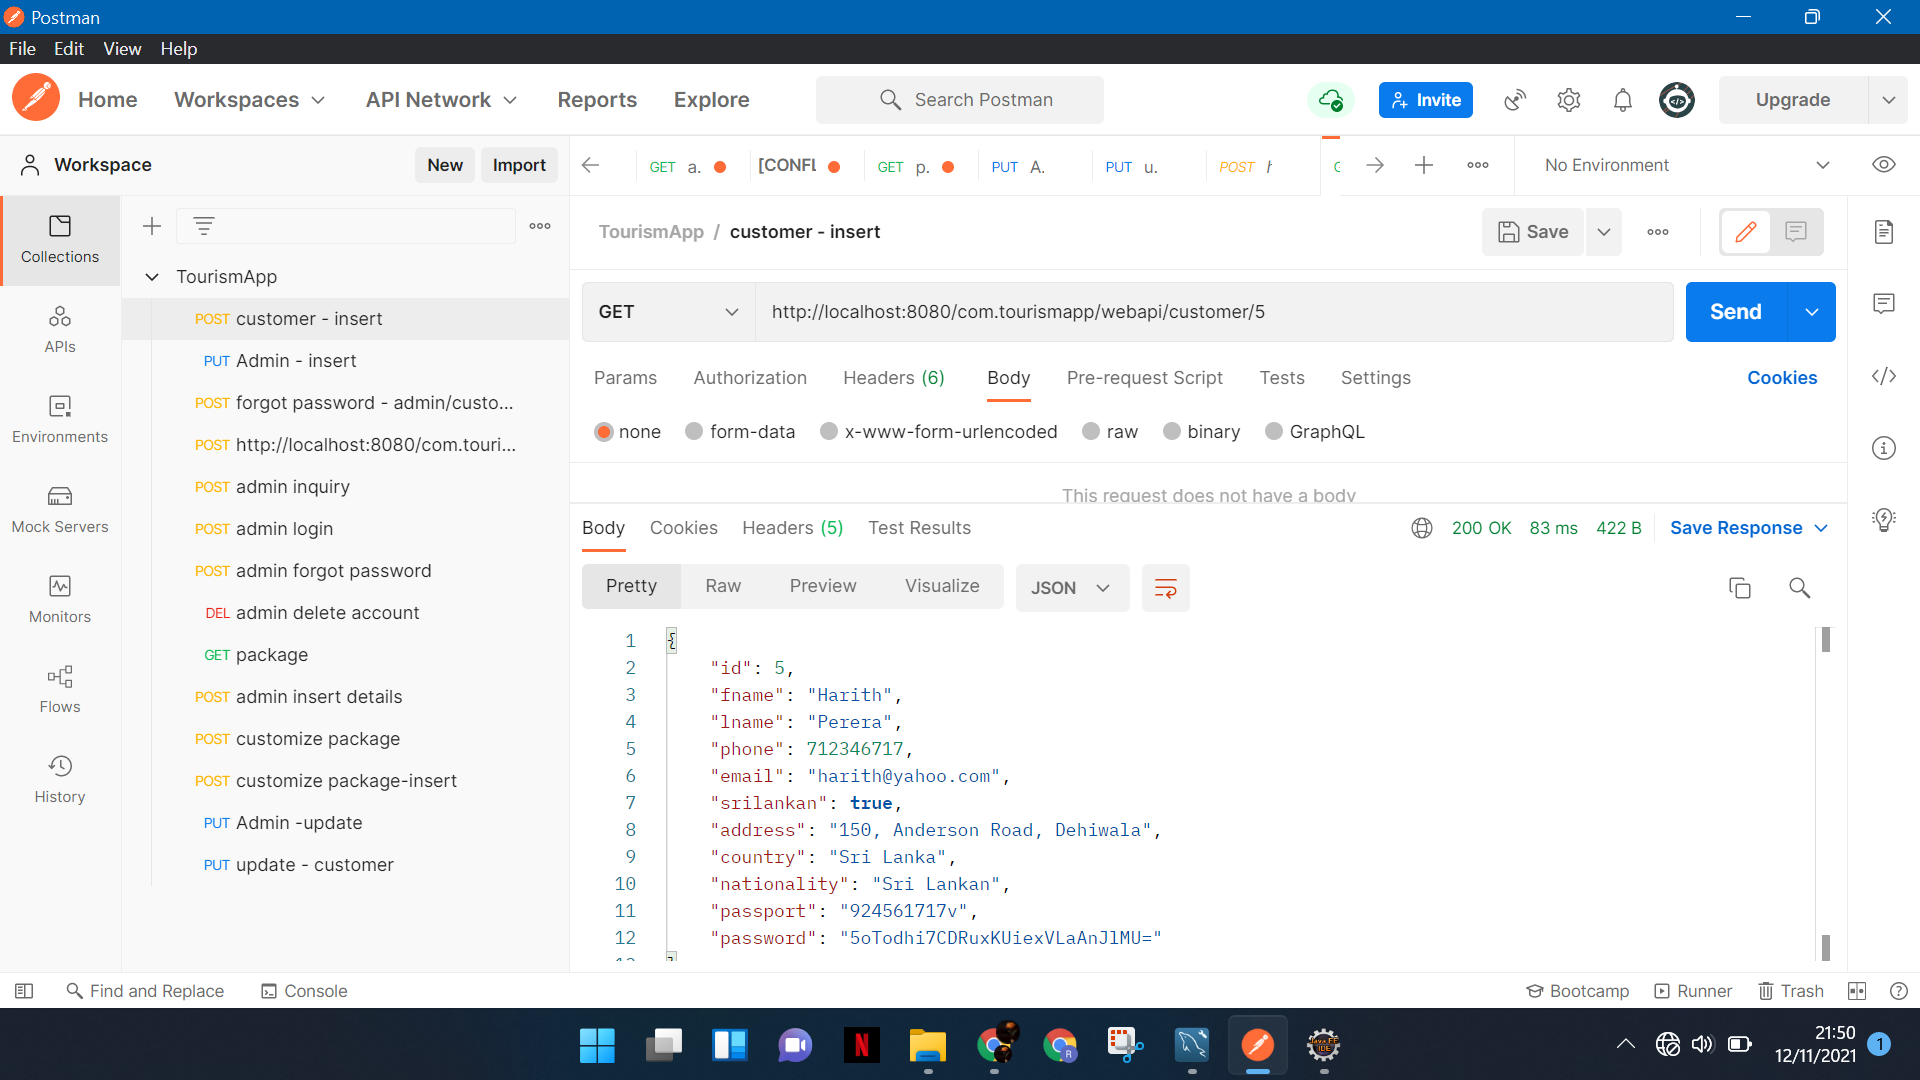 Postman
File Edit View Help
Home Workspaces API Network Reports Explore Search Postman Invite Upgrade
Workspace New Import GET a. [CONFL GET p. PUT A. PUT u. POST No Environment
Collections
APIs
Environments
Mock Servers
Monitors
Flows
History
TourismApp
POST customer - insert
PUT Admin - insert
POST forgot password - admin/custo...
POST http://localhost:8080/com.touri...
POST admin inquiry
POST admin login
POST admin forgot password
DEL admin delete account
GET package
POST admin insert details
POST customize package
POST customize package-insert
PUT Admin -update
PUT update - customer
TourismApp / customer - insert Save
GET http://localhost:8080/com.tourismapp/webapi/customer/5 Send
Params Authorization Headers (6) Body Pre-request Script Tests Settings Cookies
none form-data x-www-form-urlencoded raw binary GraphQL
This request does not have a body
Body Cookies Headers (5) Test Results 200 OK 83 ms 422 B Save Response
Pretty Raw Preview Visualize JSON
1 {
2 "id": 5,
3 "fname": "Harith",
4 "lname": "Perera",
5 "phone": 712346717,
6 "email": "harith@yahoo.com",
7 "srilankan": true,
8 "address": "150, Anderson Road, Dehiwala",
9 "country": "Sri Lanka",
10 "nationality": "Sri Lankan",
11 "passport": "924561717v",
12 "password": "5oTodhi7CDRuxKUiexVLaAnJlMU="
Find and Replace Console Bootcamp Runner Trash
21:50
12/11/2021 1